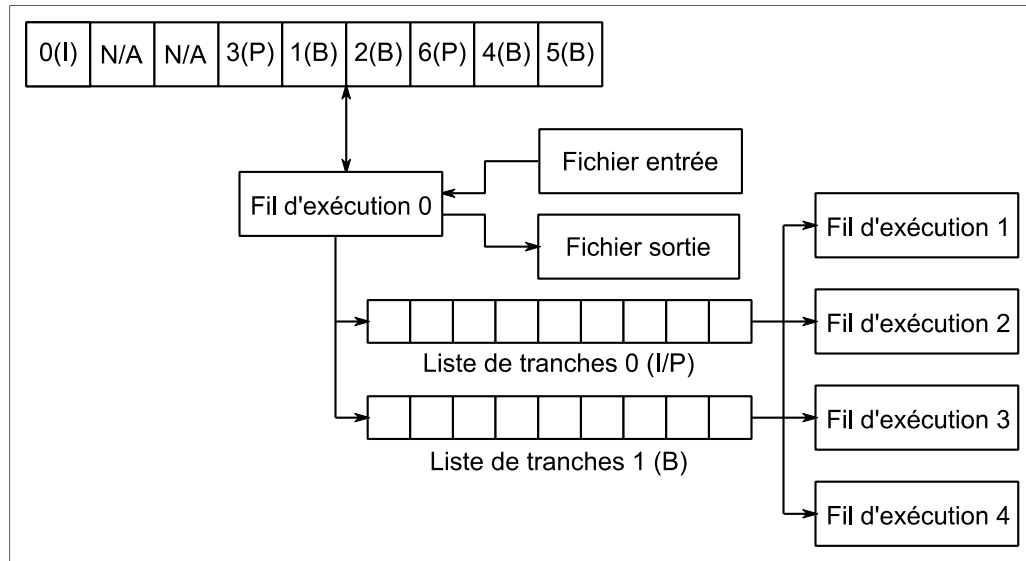 0(I) N/A N/A 3(P) 1(B) 2(B) 6(P) 4(B) 5(B)
Fichier entrée
Fil d'exécution 0
Fichier sortie
Fil d'exécution 1
Fil d'exécution 2
Liste de tranches 0 (I/P)
Fil d'exécution 3
Liste de tranches 1 (B)
Fil d'exécution 4